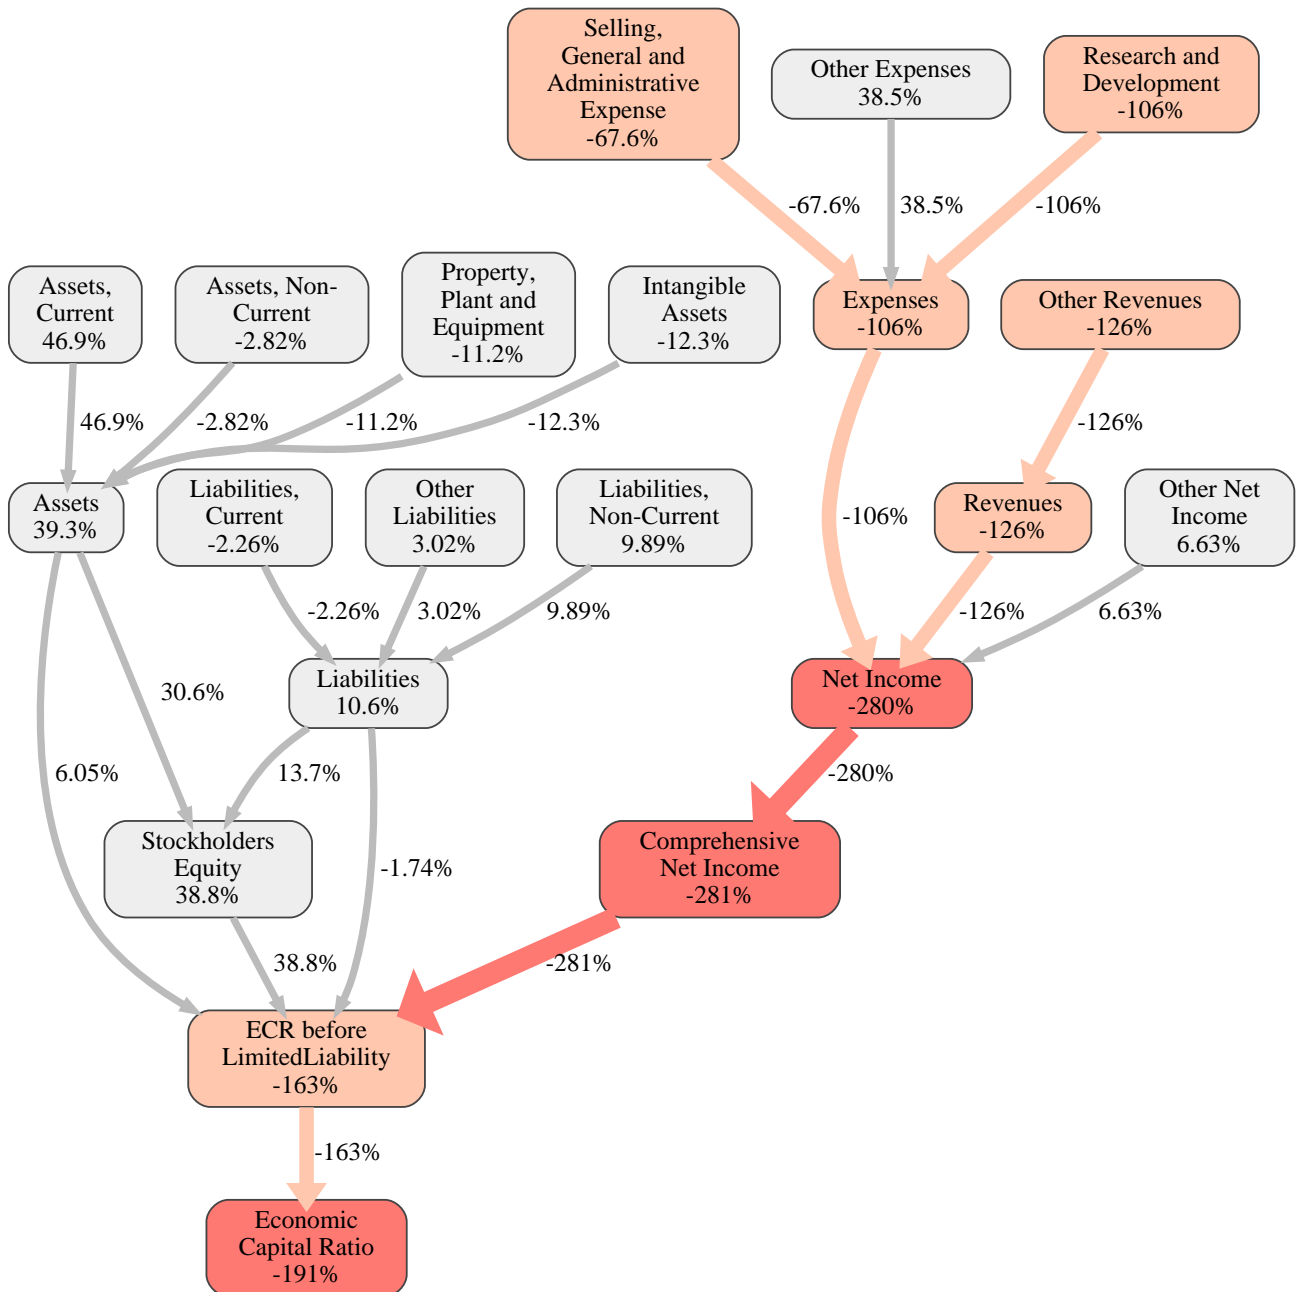 Selling,
General and
Administrative
Expense
-67.6%
Other Expenses
38.5%
Research and
Development
-106%
-67.6%
38.5%
-106%
Assets,
Current
46.9%
Assets, Non-
Current
-2.82%
Property,
Plant and
Equipment
-11.2%
Intangible
Assets
-12.3%
Expenses
-106%
Other Revenues
-126%
46.9%
-2.82%
-11.2%
-12.3%
-126%
Assets
39.3%
Liabilities,
Current
-2.26%
Other
Liabilities
3.02%
Liabilities,
Non-Current
9.89%
-106%
Revenues
-126%
Other Net
Income
6.63%
-2.26%
3.02%
9.89%
-126%
6.63%
30.6%
Liabilities
10.6%
Net Income
-280%
6.05%
13.7%
-280%
Stockholders
Equity
38.8%
-1.74%
Comprehensive
Net Income
-281%
38.8%
-281%
ECR before
LimitedLiability
-163%
-163%
Economic
Capital Ratio
-191%